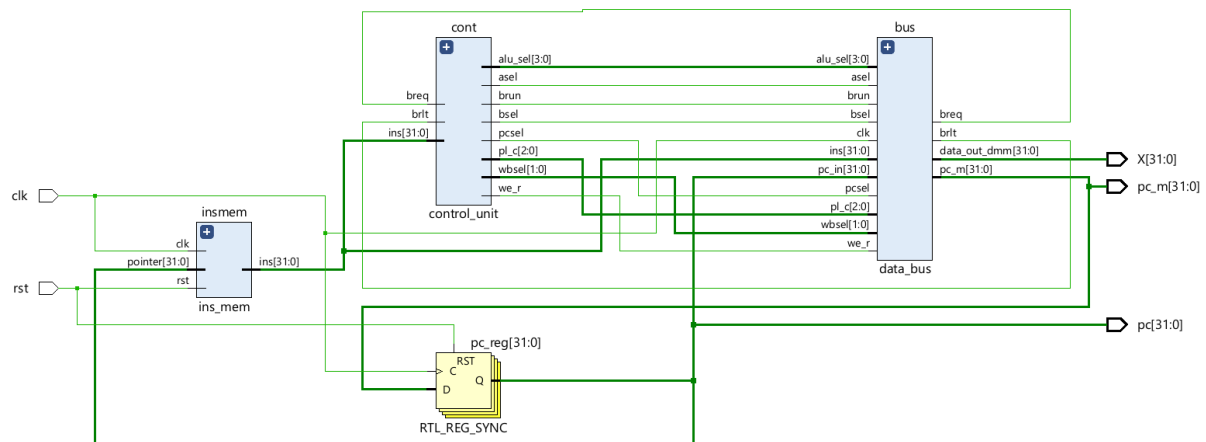 cont
breq
brlt
ins[31:0]
alu_sel[3:0]
asel
brun
bsel
pcsel
pl_c[2:0]
wbsel[1:0]
we_r
control_unit
bus
alu_sel[3:0]
asel
brun
bsel
clk
ins[31:0]
pc_in[31:0]
pcsel
pl_c[2:0]
wbsel[1:0]
we_r
breq
brlt
data_out_dmm[31:0]
pc_m[31:0]
data_bus
X[31:0]
pc_m[31:0]
pc[31:0]
clk
rst
insmem
clk
pointer[31:0]
rst
ins[31:0]
ins_mem
pc_reg[31:0]
RST
C
D
Q
RTL_REG_SYNC